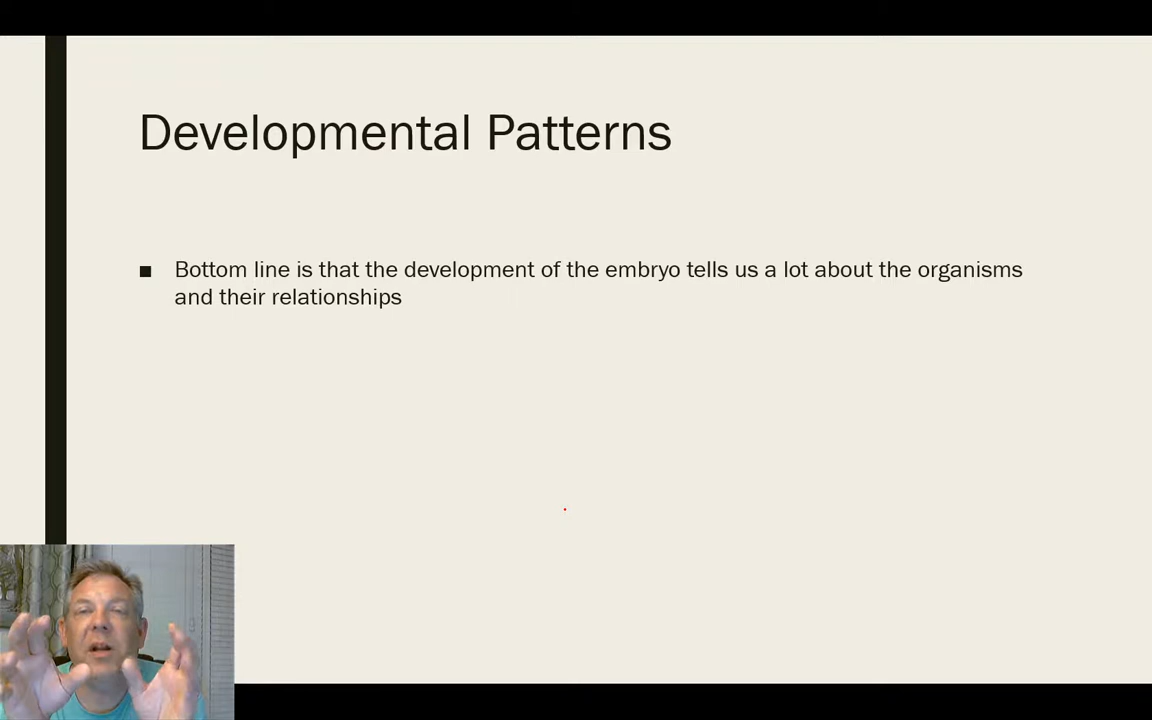 Developmental Patterns
Bottom line is that the development of the embryo tells us a lot about the organisms
and their relationships